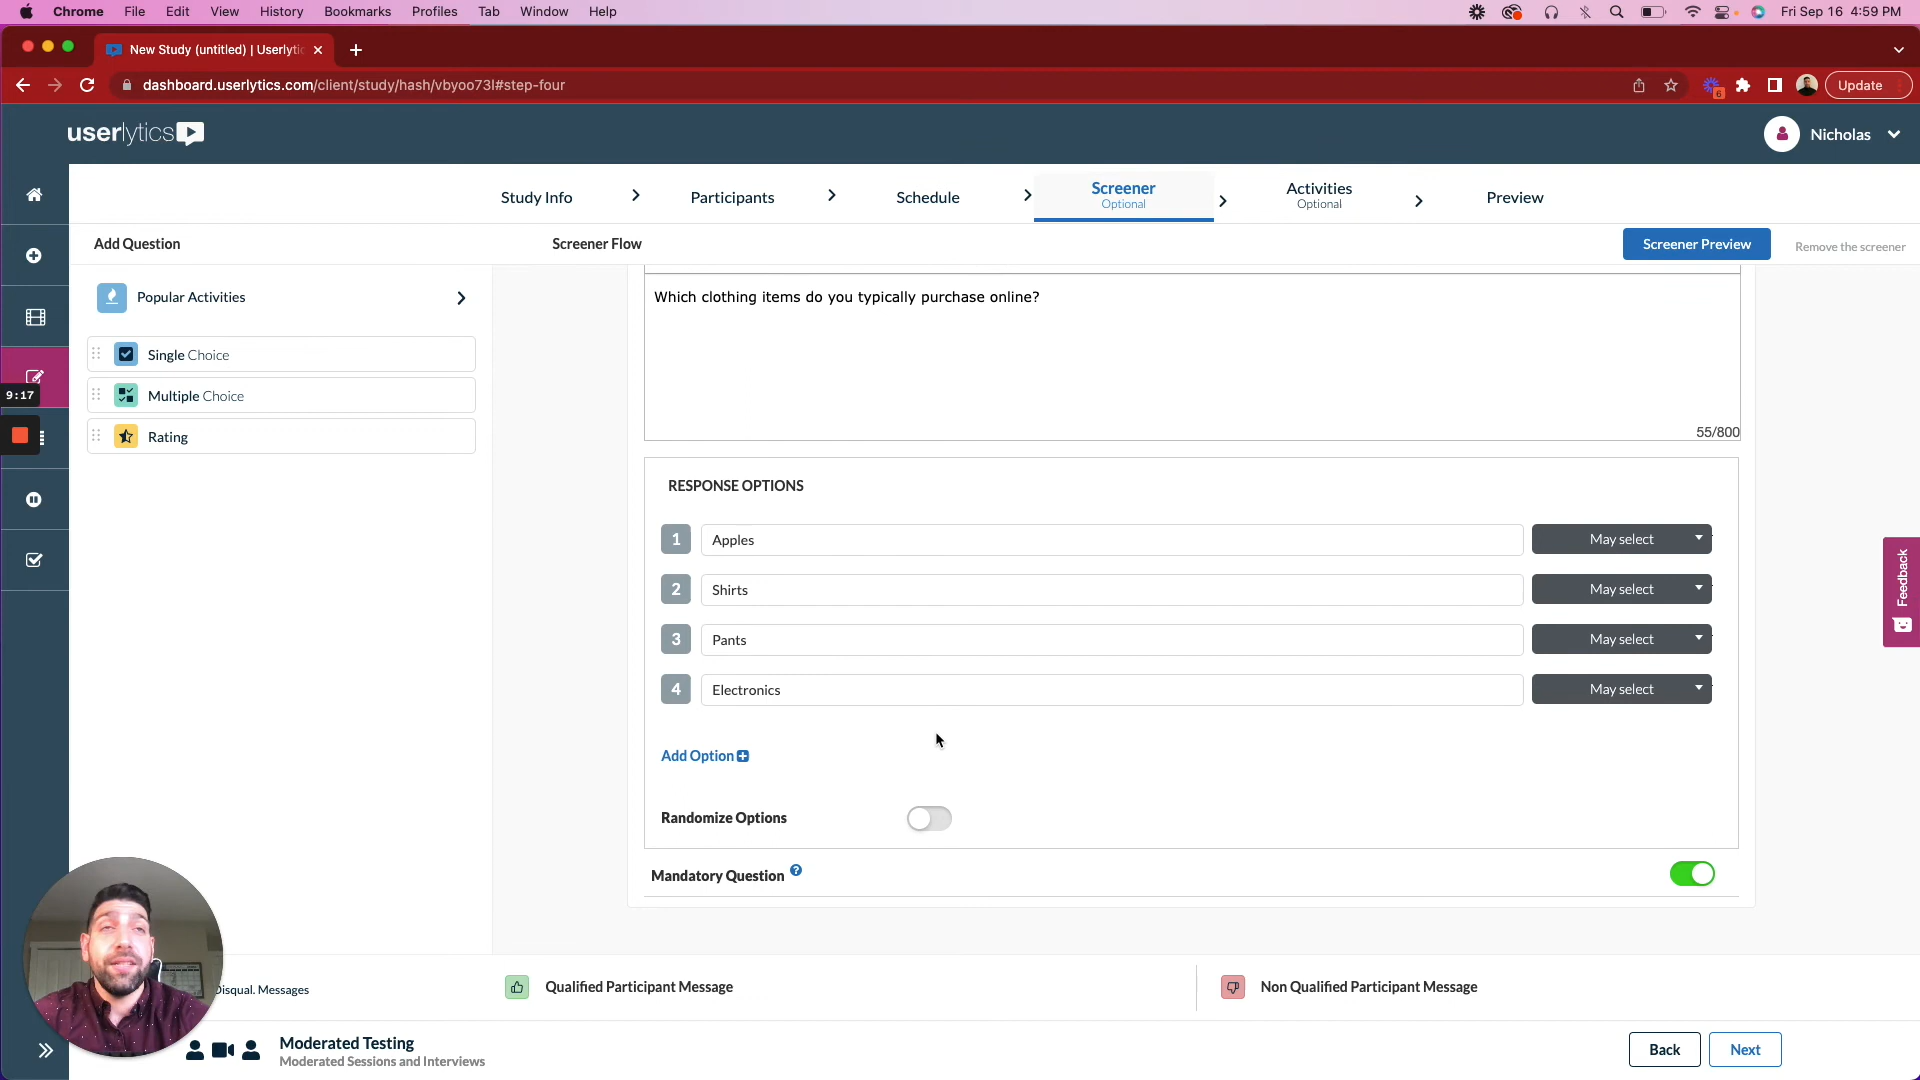 Chrome File Edit View History Bookmarks Profiles Tab Window Help Fri Sep 16 4:59 PM
New Study (untitled) | Userlytic
dashboard.userlytics.com/client/study/hash/vbyoo73l#step-four
6
Update
userlytics
Nicholas
Study Info
Participants
Schedule
Screener
Optional
Activities
Optional
Preview
Add Question
Screener Flow
Screener Preview
Remove the screener
Popular Activities
Single Choice
Multiple Choice
Rating
9:17
Which clothing items do you typically purchase online?
55/800
RESPONSE OPTIONS
1 Apples May select
2 Shirts May select
3 Pants May select
4 Electronics May select
Add Option
Randomize Options
Mandatory Question ?
Feedback
Disqual. Messages
Qualified Participant Message
Non Qualified Participant Message
Moderated Testing
Moderated Sessions and Interviews
Back
Next